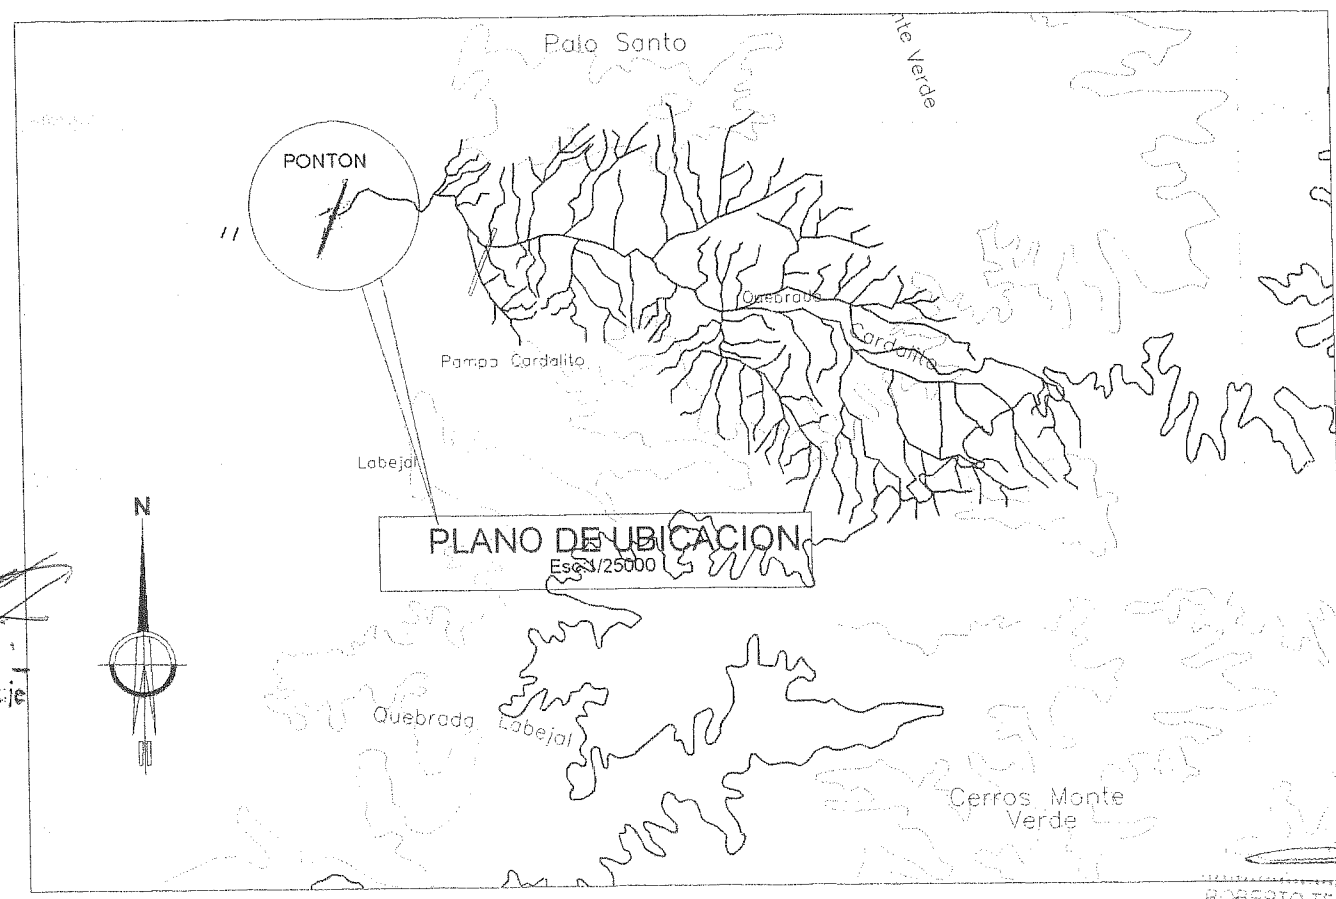 Palo Santo
nte Verde
PONTON
Quebrada
Cardalito
Pampa Cardalito
Labejal
N
PLANO DE UBICACION
Esc:1/25000
Quebrada Labejal
Cerros Monte
Verde